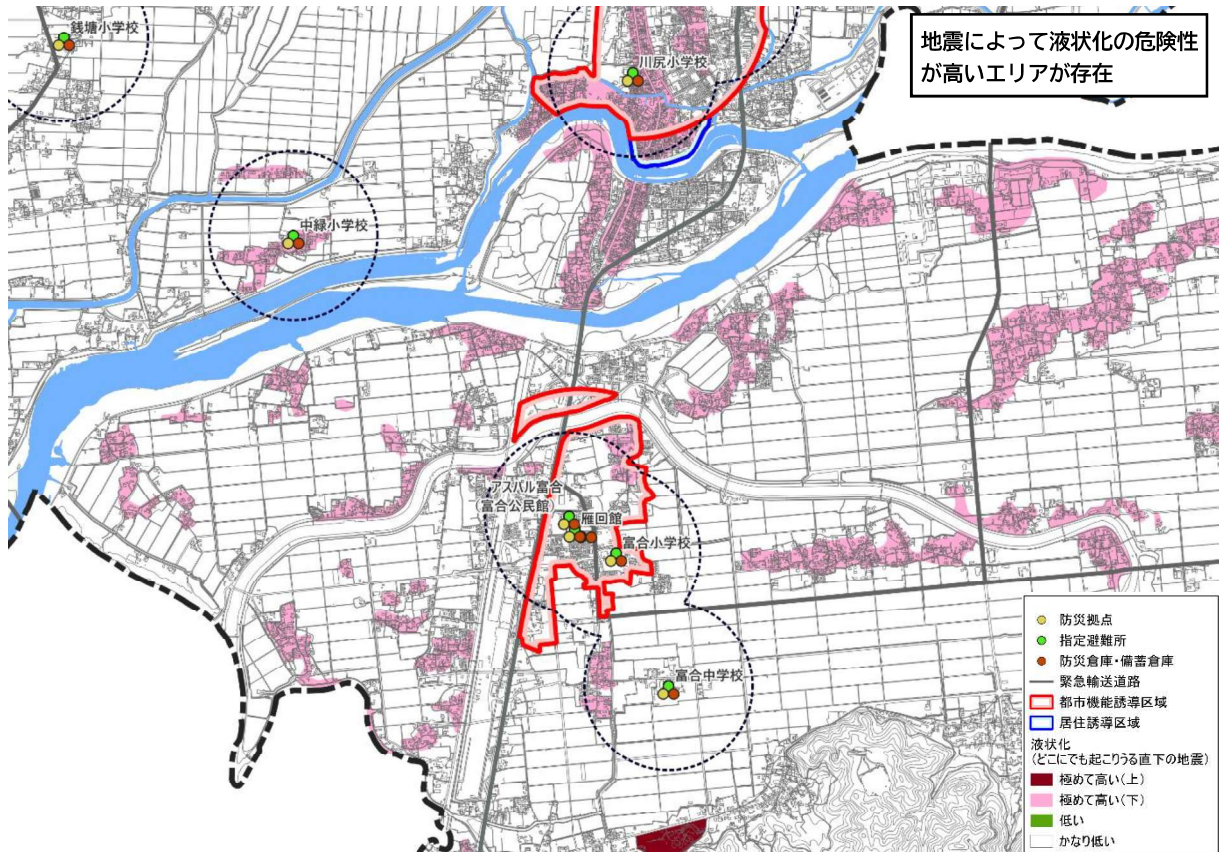 地震によって液状化の危険性
が高いエリアが存在
銭塘小学校
川尻小学校
中緑小学校
アスパル富合
(富合公民館)
雁回館
富合小学校
富合中学校
防災拠点
指定避難所
防災倉庫・備蓄倉庫
緊急輸送道路
都市機能誘導区域
居住誘導区域
液状化
(どこにでも起こりうる直下の地震)
極めて高い(上)
極めて高い(下)
低い
かなり低い